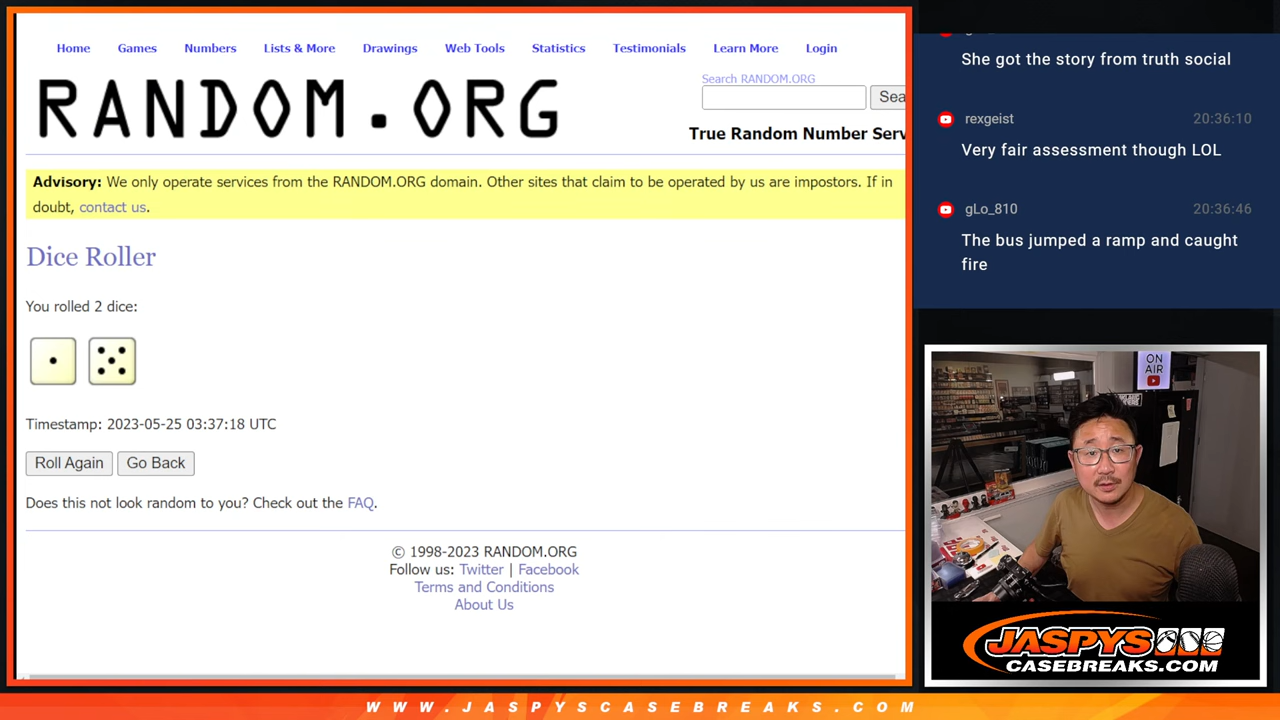 Home Games Numbers Lists & More Drawings Web Tools Statistics Testimonials Learn More Login
RANDOM.ORG
Search RANDOM.ORG
Sea
True Random Number Serv
Advisory: We only operate services from the RANDOM.ORG domain. Other sites that claim to be operated by us are impostors. If in
doubt, contact us.
Dice Roller
You rolled 2 dice:
Timestamp: 2023-05-25 03:37:18 UTC
Roll Again Go Back
Does this not look random to you? Check out the FAQ.
© 1998-2023 RANDOM.ORG
Follow us: Twitter | Facebook
Terms and Conditions
About Us
She got the story from truth social
rexgeist 20:36:10
Very fair assessment though LOL
gLo_810 20:36:46
The bus jumped a ramp and caught
fire
ON
AIR
JASPYS
CASEBREAKS.COM
WWW.JASPYSCASEBREAKS.COM